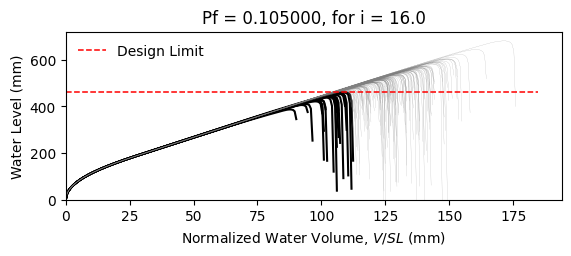 Pf = 0.105000, for i = 16.0
Water Level (mm)
600
400
200
0
Design Limit
0 25 50 75 100 125 150 175
Normalized Water Volume, V/SL (mm)